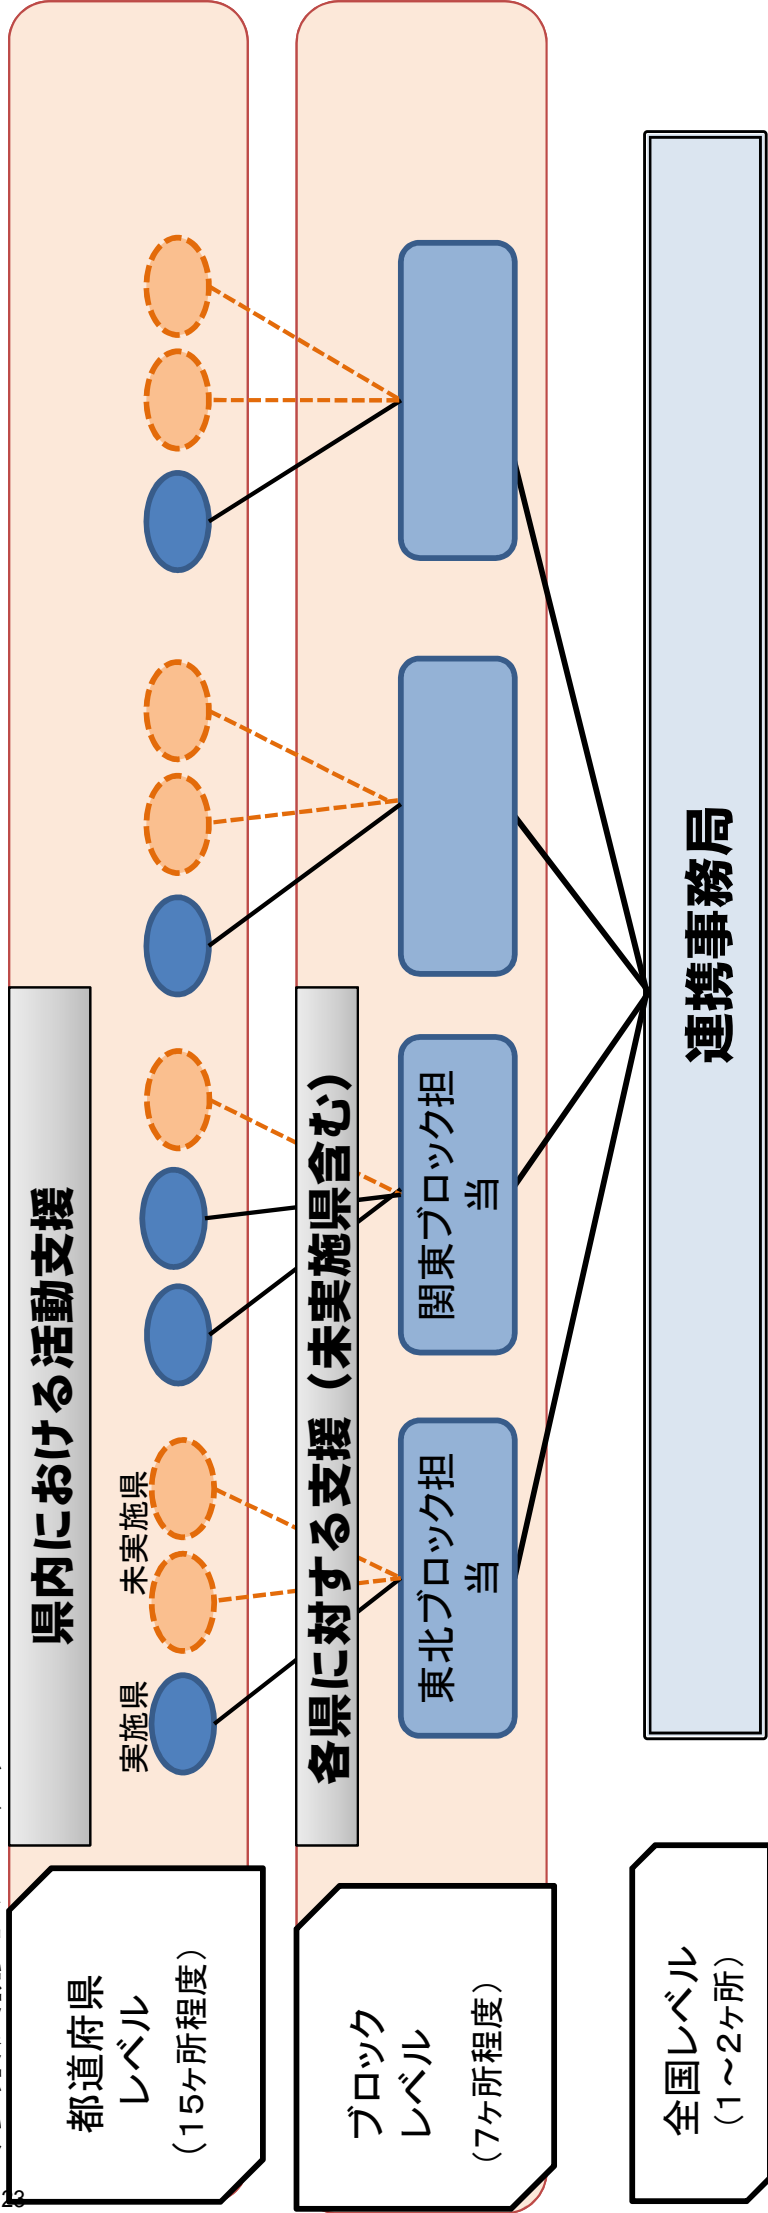 都道府県
レベル
（15ヶ所程度）
県内における活動支援
実施県
未実施県
ブロック
レベル
（7ヶ所程度）
各県に対する支援（未実施県含む）
東北ブロック担
当
関東ブロック担
当
全国レベル
（1～2ヶ所）
連携事務局
23